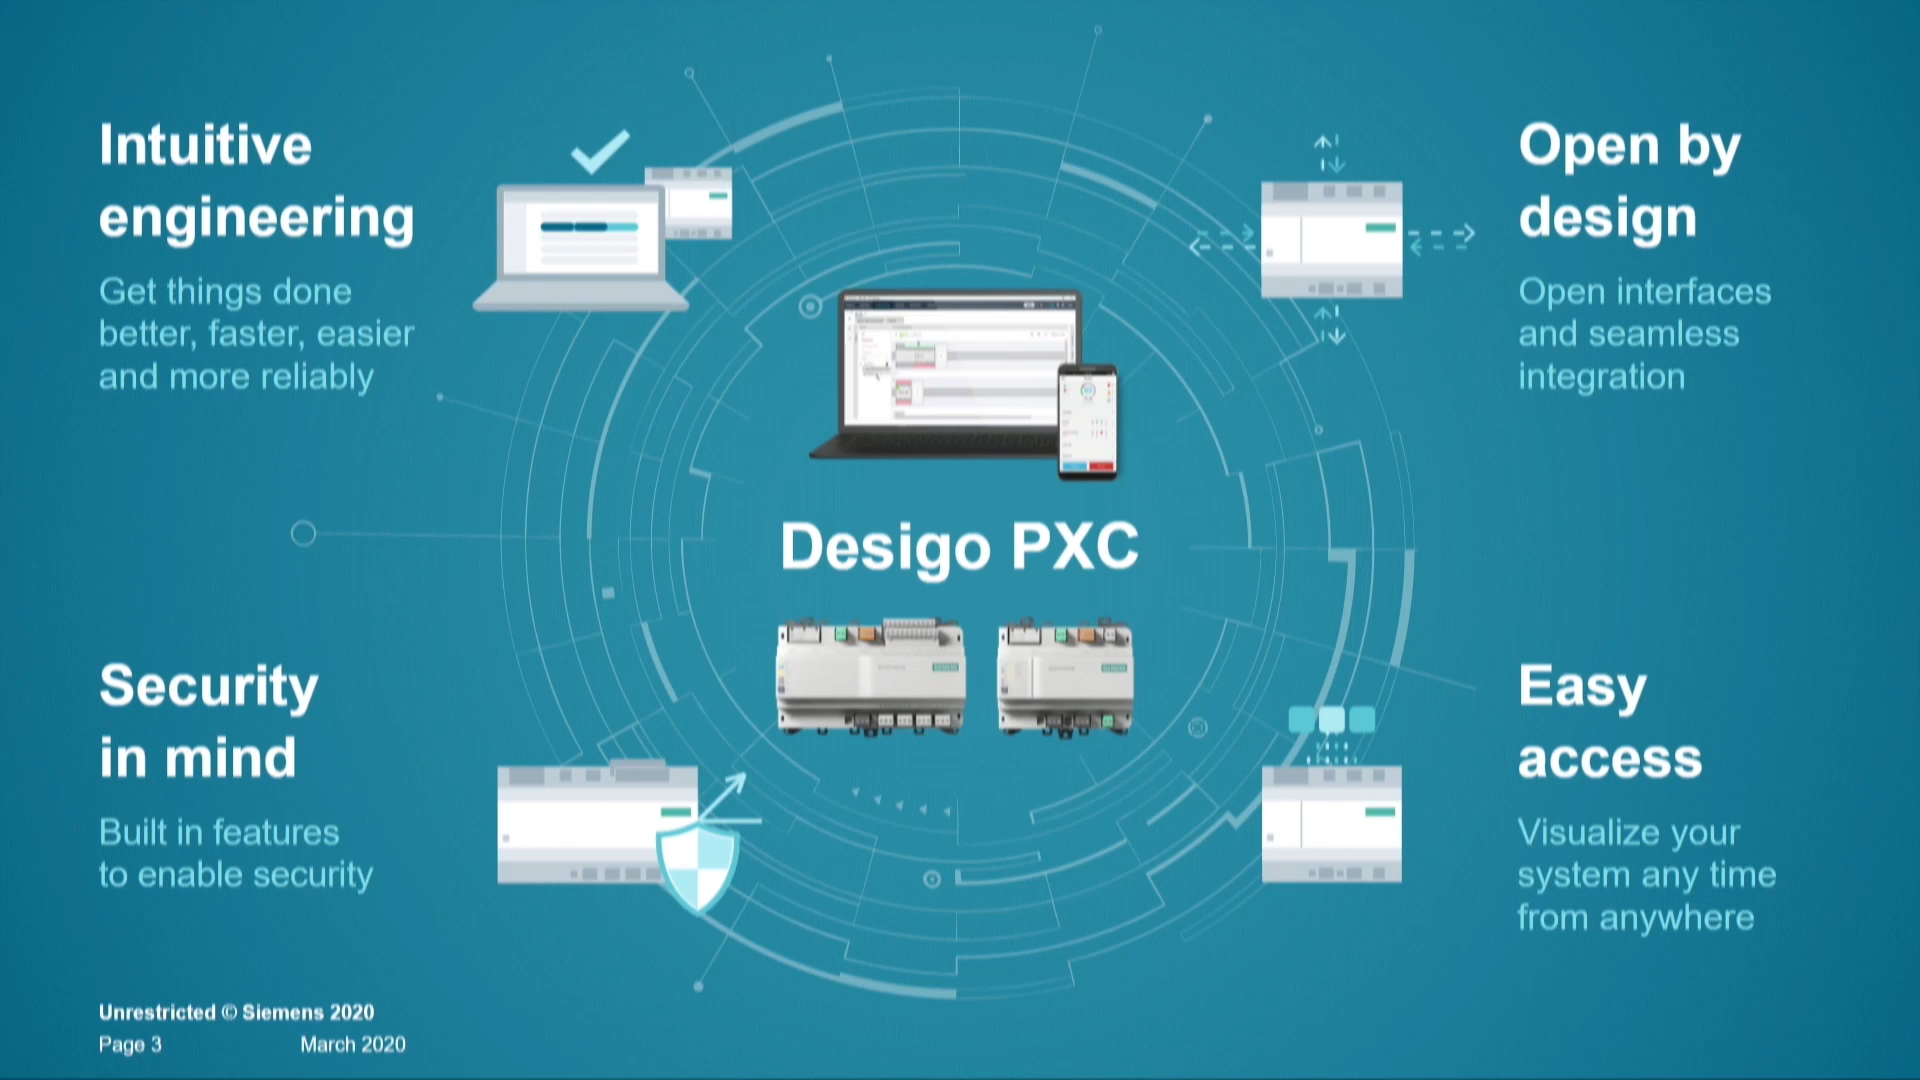 Intuitive
engineering
Get things done
better, faster, easier
and more reliably
Open by
design
Open interfaces
and seamless
integration
Desigo PXC
Security
in mind
Built in features
to enable security
Easy
access
Visualize your
system any time
from anywhere
Unrestricted © Siemens 2020
Page 3
March 2020